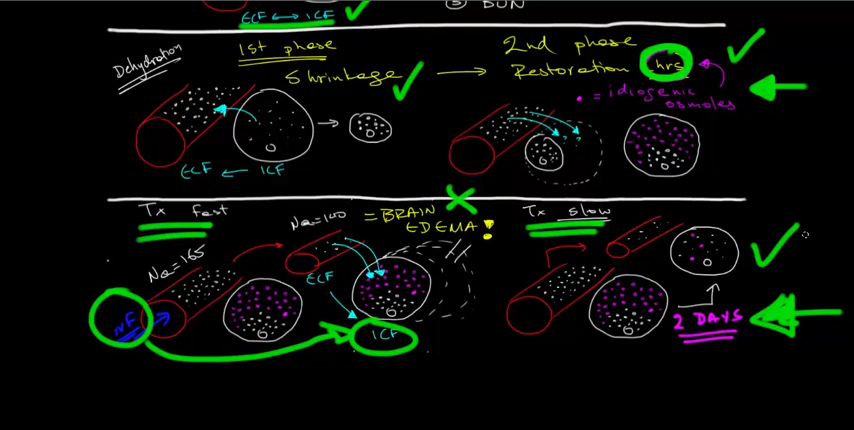 ③ BUN
ECF ↔ ICF
Dehydration
1st phase
Shrinkage
2nd phase
Restoration hrs
= idiogenic
osmoles
ECF ← ICF
Tx fast
Na=165
Na=140
= BRAIN
EDEMA!
ECF
ICF
NF
Tx slow
2 DAYS